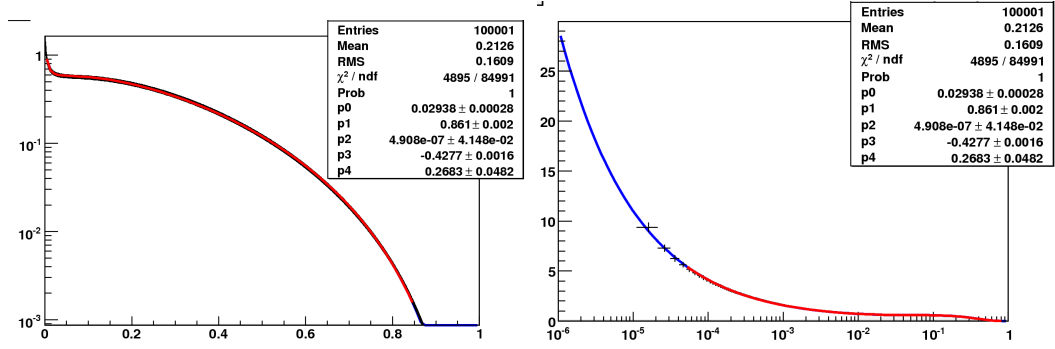 Entries 100001
Mean 0.2126
RMS 0.1609
χ² / ndf 4895 / 84991
Prob 1
p0 0.02938 ± 0.00028
p1 0.861 ± 0.002
p2 4.908e-07 ± 4.148e-02
p3 -0.4277 ± 0.0016
p4 0.2683 ± 0.0482
1
10⁻¹
10⁻²
10⁻³
0 0.2 0.4 0.6 0.8 1
Entries 100001
Mean 0.2126
RMS 0.1609
χ² / ndf 4895 / 84991
Prob 1
p0 0.02938 ± 0.00028
p1 0.861 ± 0.002
p2 4.908e-07 ± 4.148e-02
p3 -0.4277 ± 0.0016
p4 0.2683 ± 0.0482
25
20
15
10
5
0
10⁻⁶ 10⁻⁵ 10⁻⁴ 10⁻³ 10⁻² 10⁻¹ 1